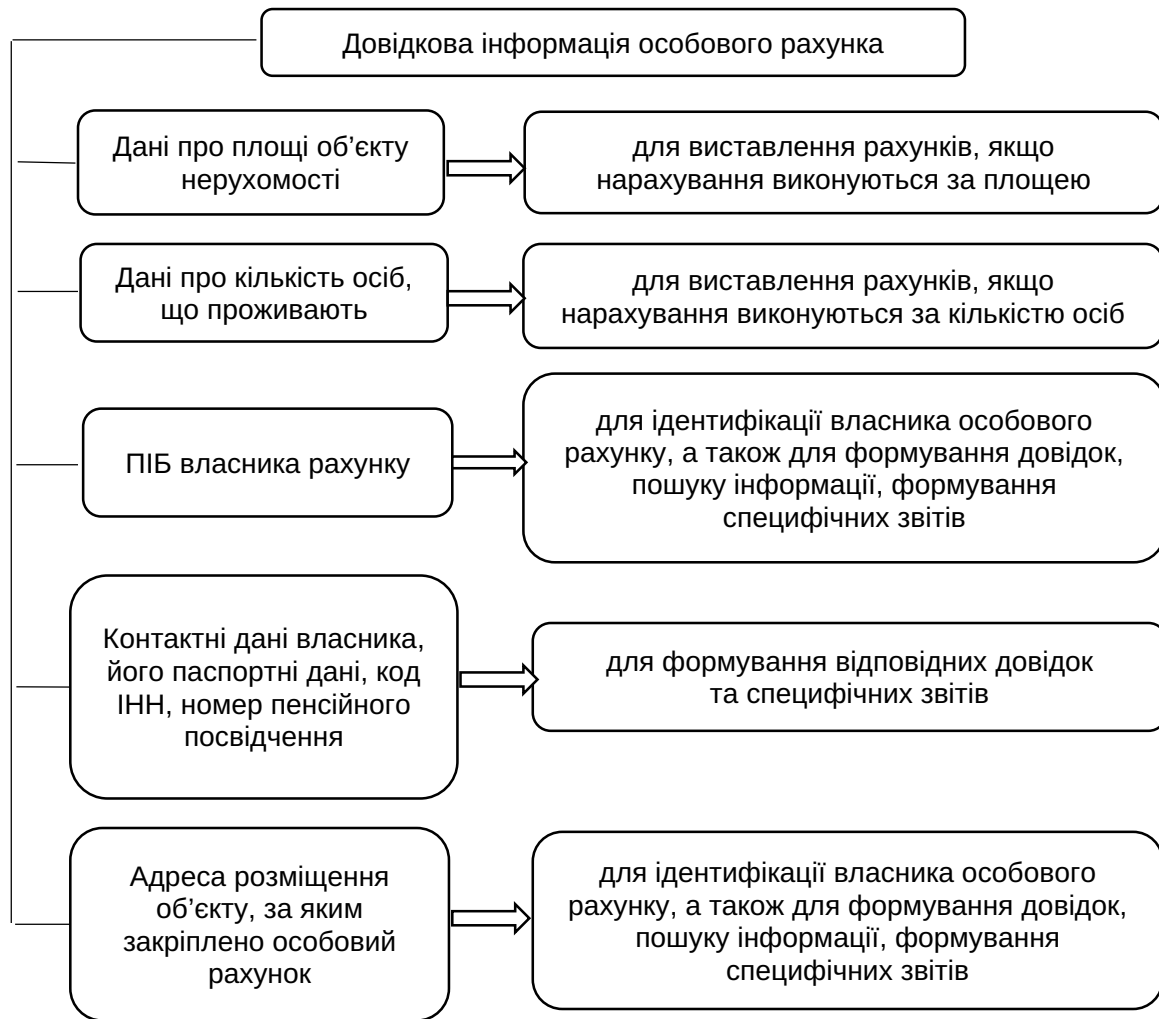 Довідкова інформація особового рахунка
Дані про площі об’єкту
нерухомості
для виставлення рахунків, якщо
нарахування виконуються за площею
Дані про кількість осіб,
що проживають
для виставлення рахунків, якщо
нарахування виконуються за кількістю осіб
ПІБ власника рахунку
для ідентифікації власника особового
рахунку, а також для формування довідок,
пошуку інформації, формування
специфічних звітів
Контактні дані власника,
його паспортні дані, код
ІНН, номер пенсійного
посвідчення
для формування відповідних довідок
та специфічних звітів
Адреса розміщення
об’єкту, за яким
закріплено особовий
рахунок
для ідентифікації власника особового
рахунку, а також для формування довідок,
пошуку інформації, формування
специфічних звітів